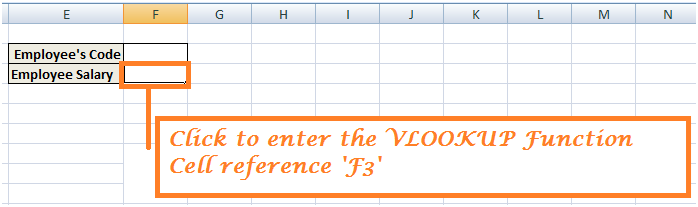 E F G H I J K L M N
Employee's Code
Employee Salary
Click to enter the VLOOKUP Function
Cell reference 'F3'